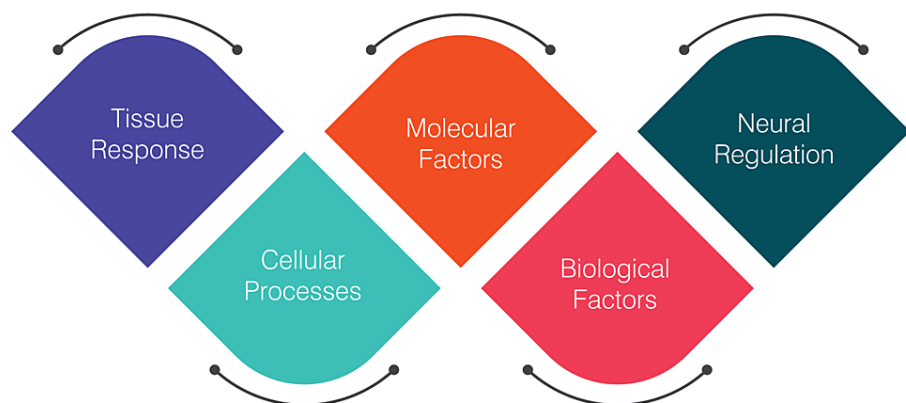 Tissue
Response
Cellular
Processes
Molecular
Factors
Biological
Factors
Neural
Regulation